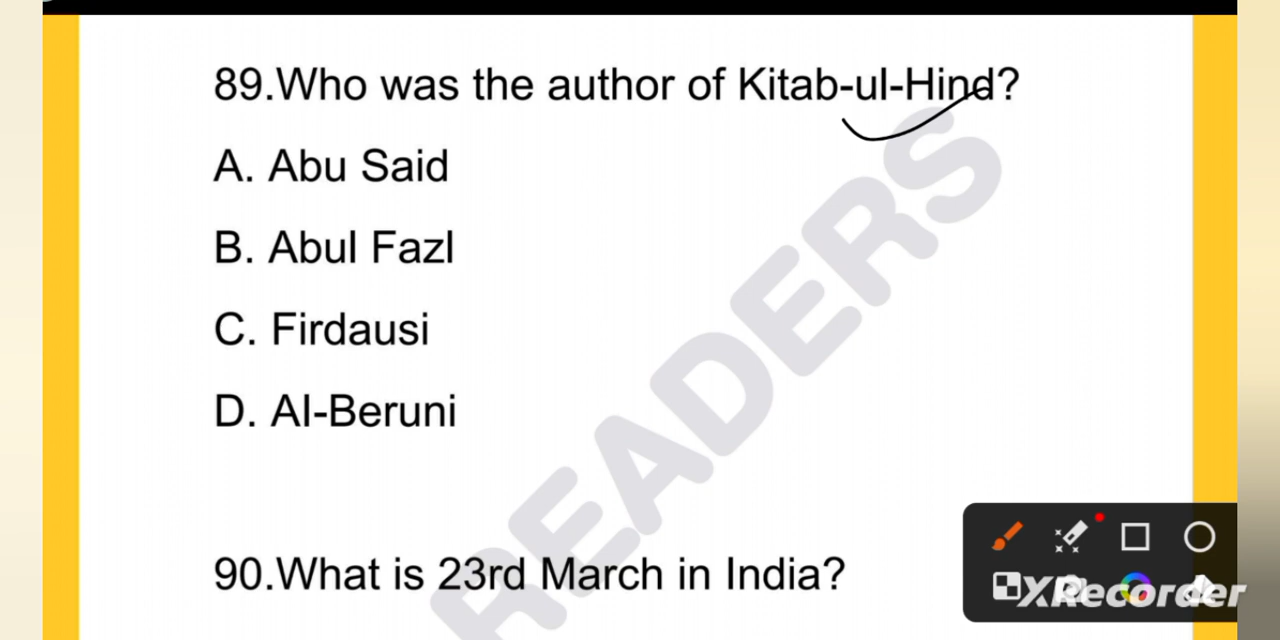 89.Who was the author of Kitab-ul-Hind?
A. Abu Said
B. Abul Fazl
C. Firdausi
D. Al-Beruni
READERS
90.What is 23rd March in India?
XRecorder